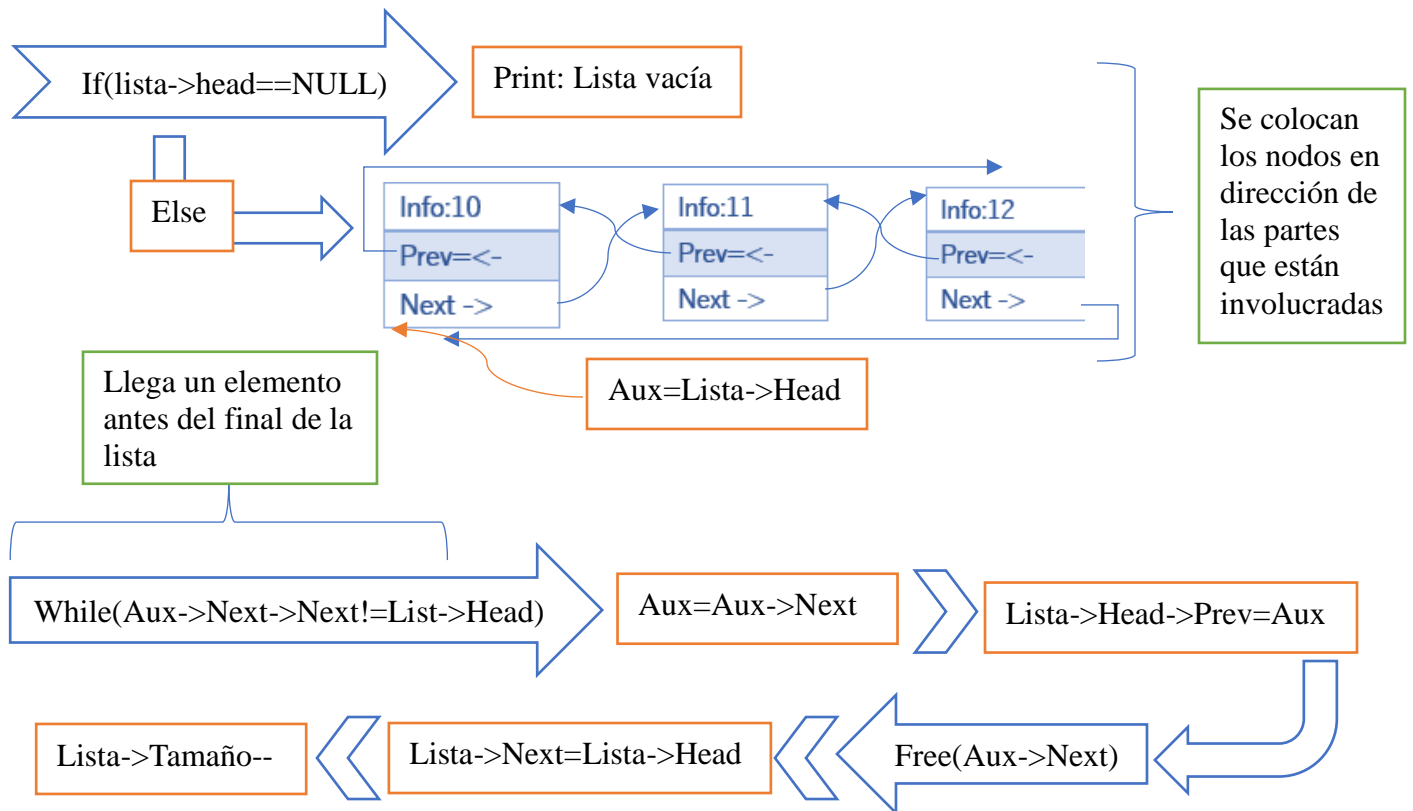 If(lista->head==NULL)
Print: Lista vacía
Se colocan
los nodos en
dirección de
las partes
que están
involucradas
Else
Info:10
Prev=<-
Next ->
Info:11
Prev=<-
Next ->
Info:12
Prev=<-
Next ->
Aux=Lista->Head
Llega un elemento
antes del final de la
lista
While(Aux->Next->Next!=List->Head)
Aux=Aux->Next
Lista->Head->Prev=Aux
Free(Aux->Next)
Lista->Next=Lista->Head
Lista->Tamaño--